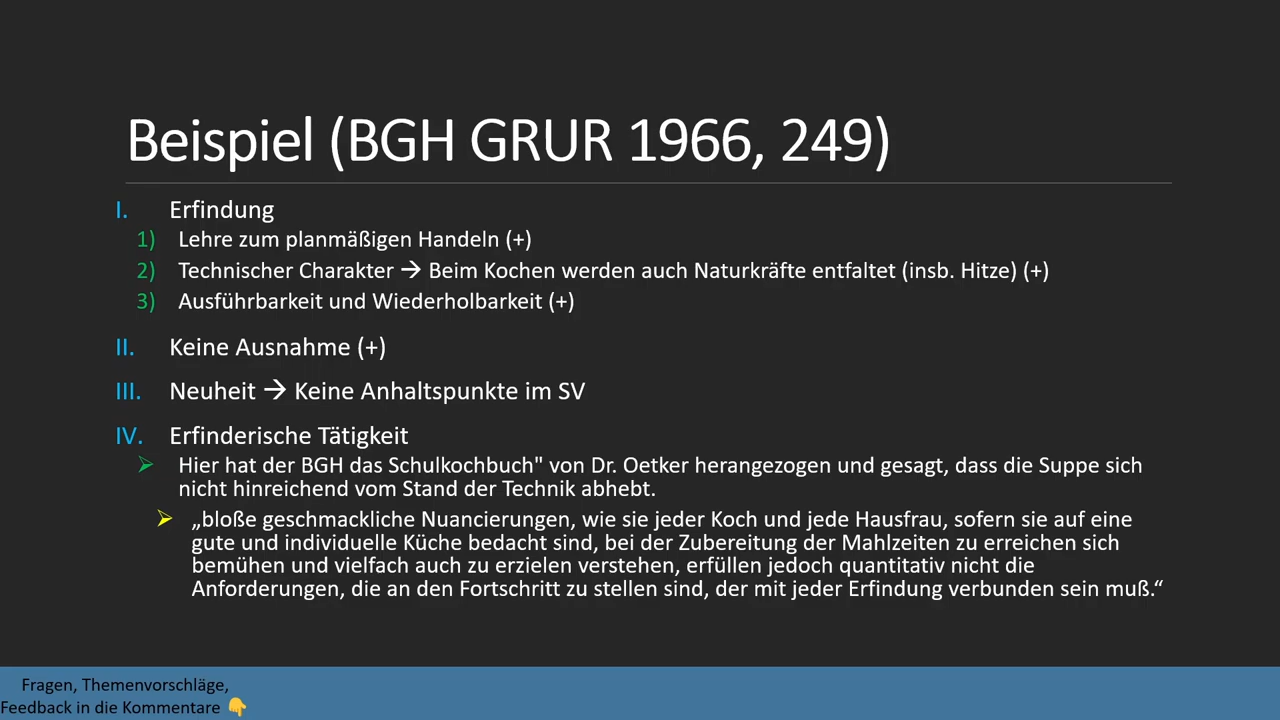 Beispiel (BGH GRUR 1966, 249)
I. Erfindung
1) Lehre zum planmäßigen Handeln (+)
2) Technischer Charakter → Beim Kochen werden auch Naturkräfte entfaltet (insb. Hitze) (+)
3) Ausführbarkeit und Wiederholbarkeit (+)
II. Keine Ausnahme (+)
III. Neuheit → Keine Anhaltspunkte im SV
IV. Erfinderische Tätigkeit
➢ Hier hat der BGH das Schulkochbuch" von Dr. Oetker herangezogen und gesagt, dass die Suppe sich
nicht hinreichend vom Stand der Technik abhebt.
➢ „bloße geschmackliche Nuancierungen, wie sie jeder Koch und jede Hausfrau, sofern sie auf eine
gute und individuelle Küche bedacht sind, bei der Zubereitung der Mahlzeiten zu erreichen sich
bemühen und vielfach auch zu erzielen verstehen, erfüllen jedoch quantitativ nicht die
Anforderungen, die an den Fortschritt zu stellen sind, der mit jeder Erfindung verbunden sein muß.“
Fragen, Themenvorschläge,
Feedback in die Kommentare 👇